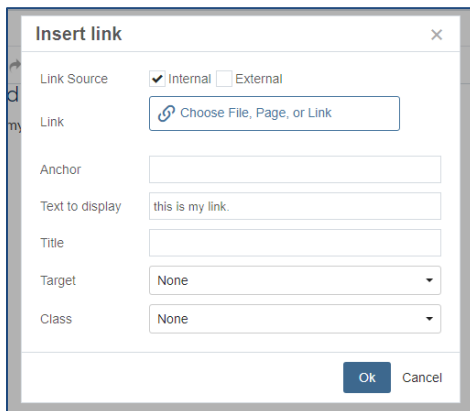 Insert link
Link Source Internal External
Link Choose File, Page, or Link
Anchor
Text to display this is my link.
Title
Target None
Class None
Ok Cancel
d
my